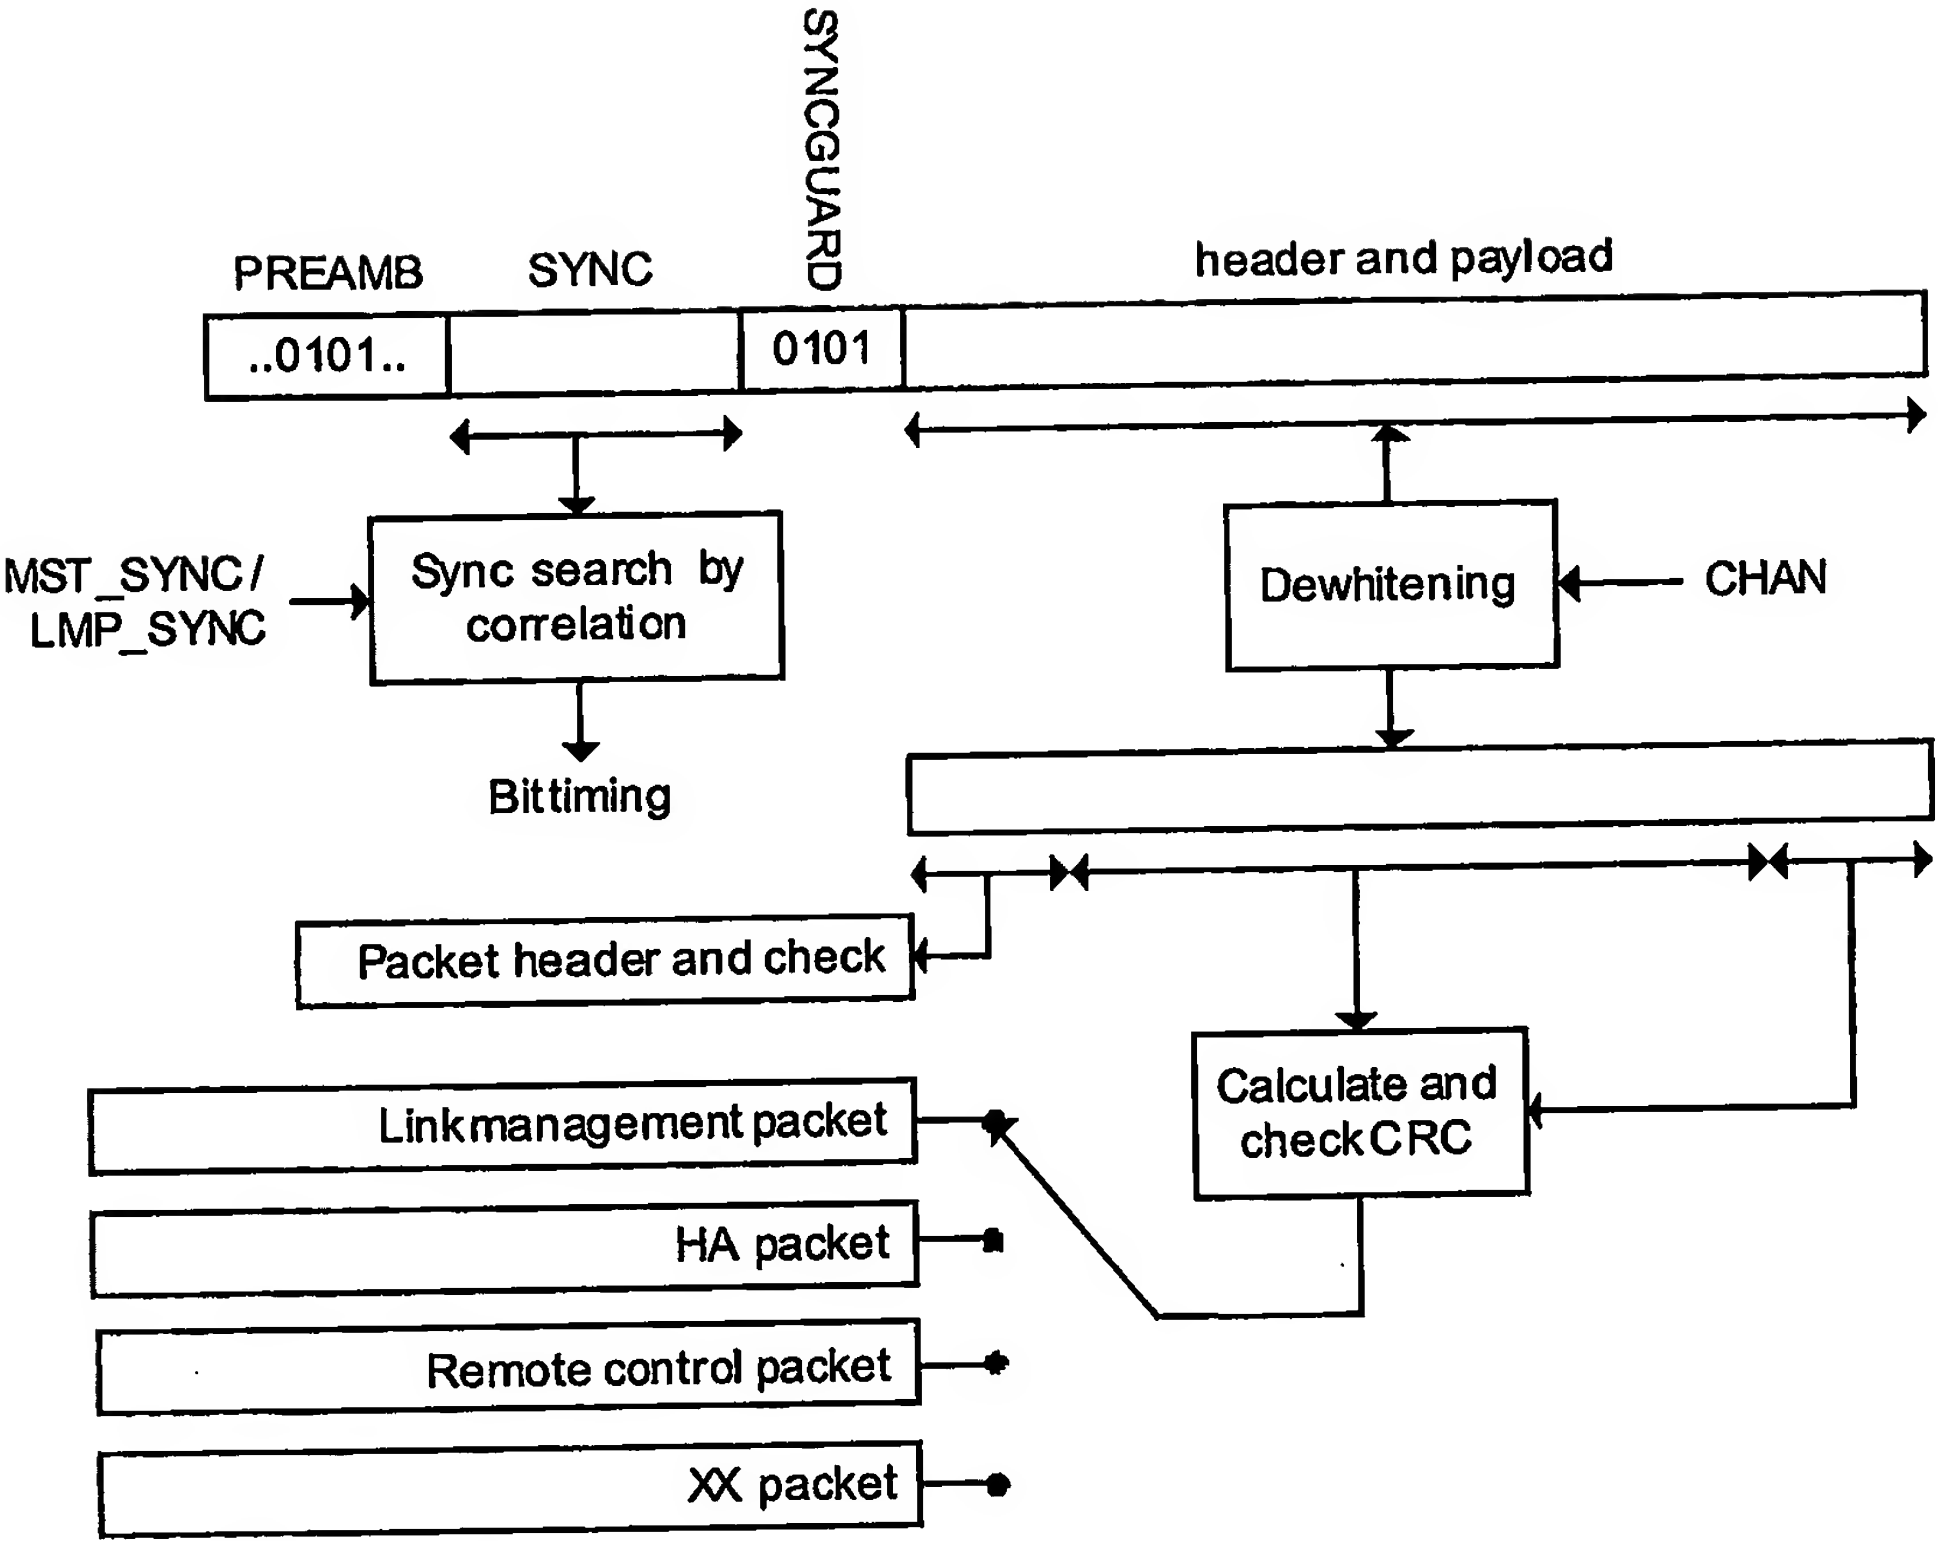 SYNCGUARD
PREAMB
SYNC
header and payload
..0101..
0101
MST_SYNC/
LMP_SYNC
Sync search by
correlation
Dewhitening
CHAN
Bittiming
Packet header and check
Calculate and
check CRC
Linkmanagement packet
HA packet
Remote control packet
XX packet